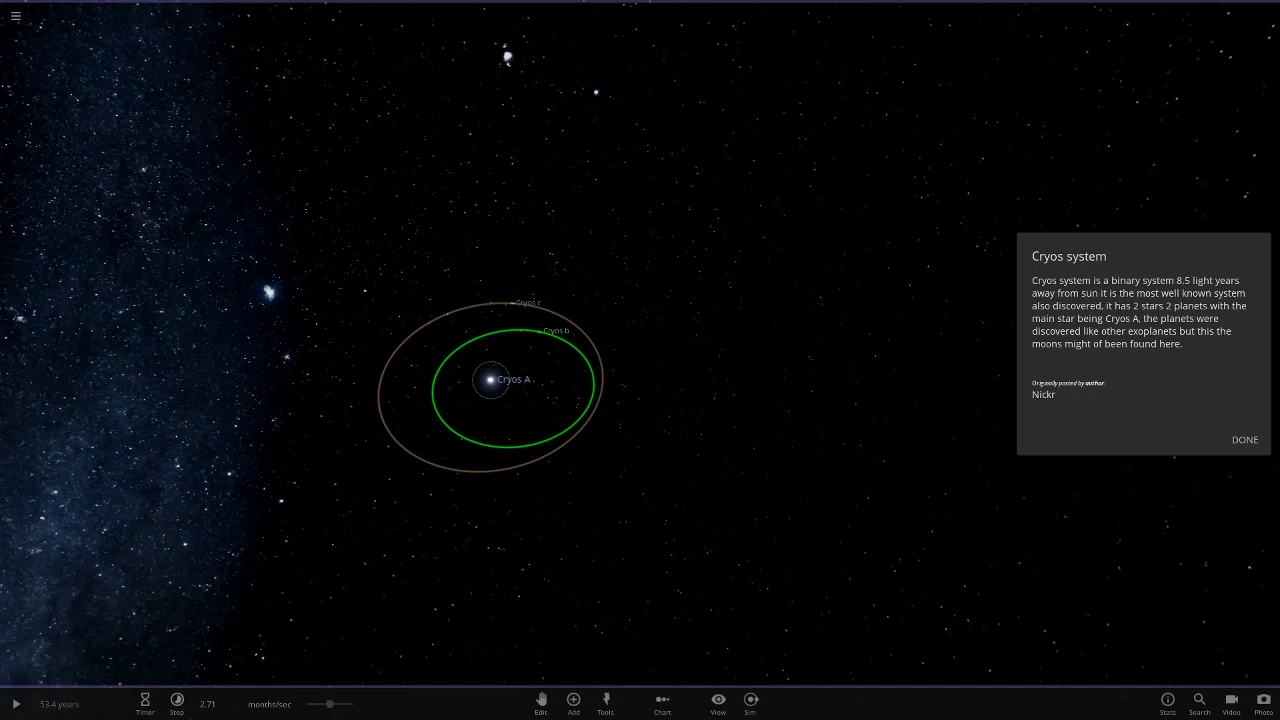 Cryos c
Cryos b
Cryos A
Cryos system
Cryos system is a binary system 8.5 light years
away from sun it is the most well known system
also discovered, it has 2 stars 2 planets with the
main star being Cryos A, the planets were
discovered like other exoplanets but this the
moons might of been found here.
Originally posted by author:
Nickr
DONE
53.4 years
Timer
Step
2.71
months/sec
Edit
Add
Tools
Chart
View
Sim
Stats
Search
Video
Photo